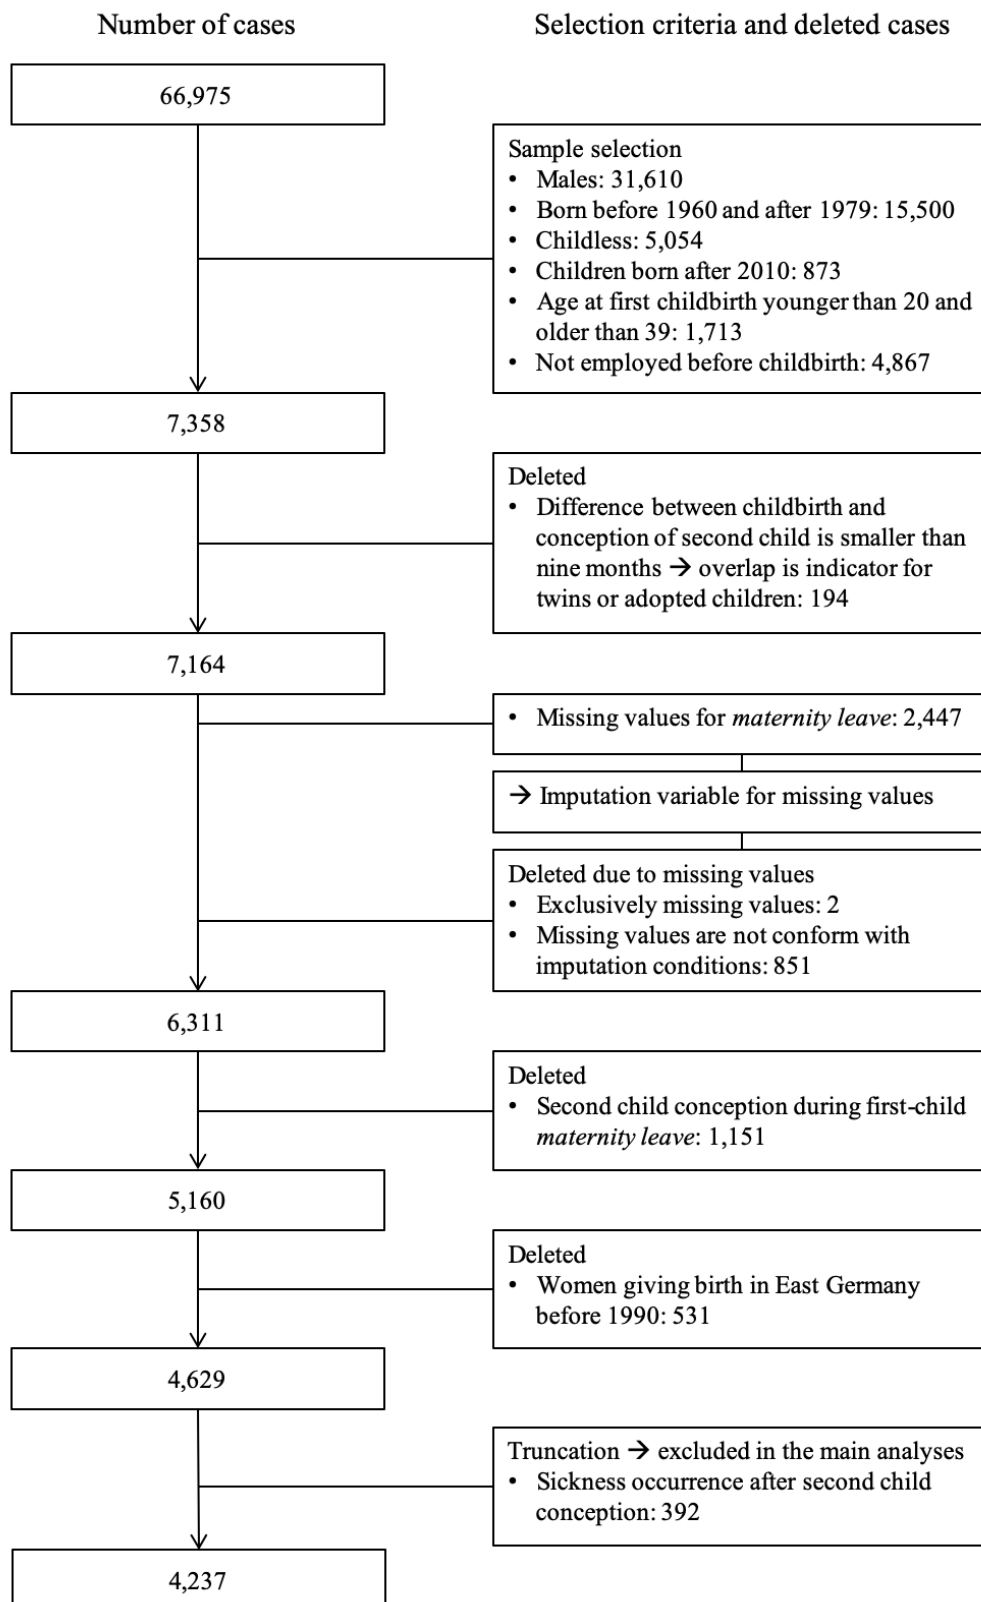 Number of cases
Selection criteria and deleted cases
66,975
Sample selection
• Males: 31,610
• Born before 1960 and after 1979: 15,500
• Childless: 5,054
• Children born after 2010: 873
• Age at first childbirth younger than 20 and
older than 39: 1,713
• Not employed before childbirth: 4,867
7,358
Deleted
• Difference between childbirth and
conception of second child is smaller than
nine months → overlap is indicator for
twins or adopted children: 194
7,164
• Missing values for maternity leave: 2,447
→ Imputation variable for missing values
Deleted due to missing values
• Exclusively missing values: 2
• Missing values are not conform with
imputation conditions: 851
6,311
Deleted
• Second child conception during first-child
maternity leave: 1,151
5,160
Deleted
• Women giving birth in East Germany
before 1990: 531
4,629
Truncation → excluded in the main analyses
• Sickness occurrence after second child
conception: 392
4,237